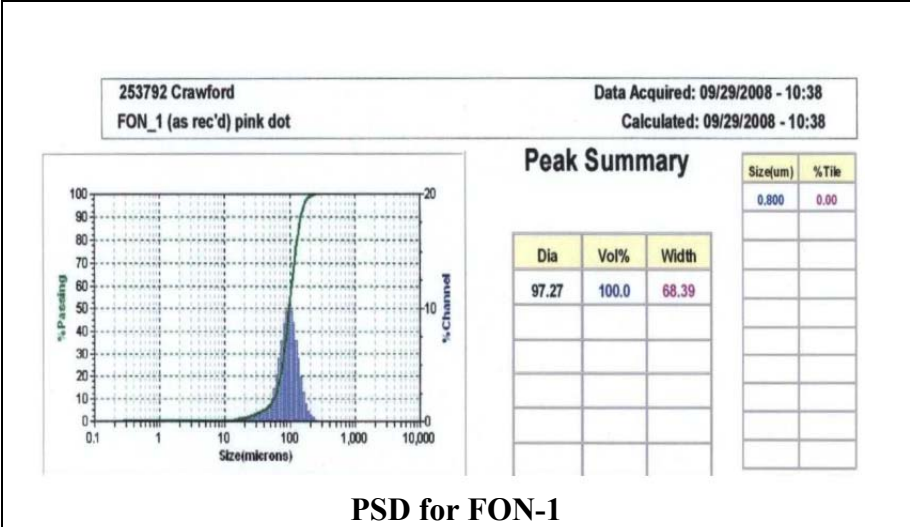 253792 Crawford
Data Acquired: 09/29/2008 - 10:38
FON_1 (as rec'd) pink dot
Calculated: 09/29/2008 - 10:38
Peak Summary
%Passing
100
90
80
70
60
50
40
30
20
10
0
20
10
0
%Channel
0.1 1 10 100 1,000 10,000
Size(microns)
Dia Vol% Width
97.27 100.0 68.39
Size(um) %Tile
0.800 0.00
PSD for FON-1